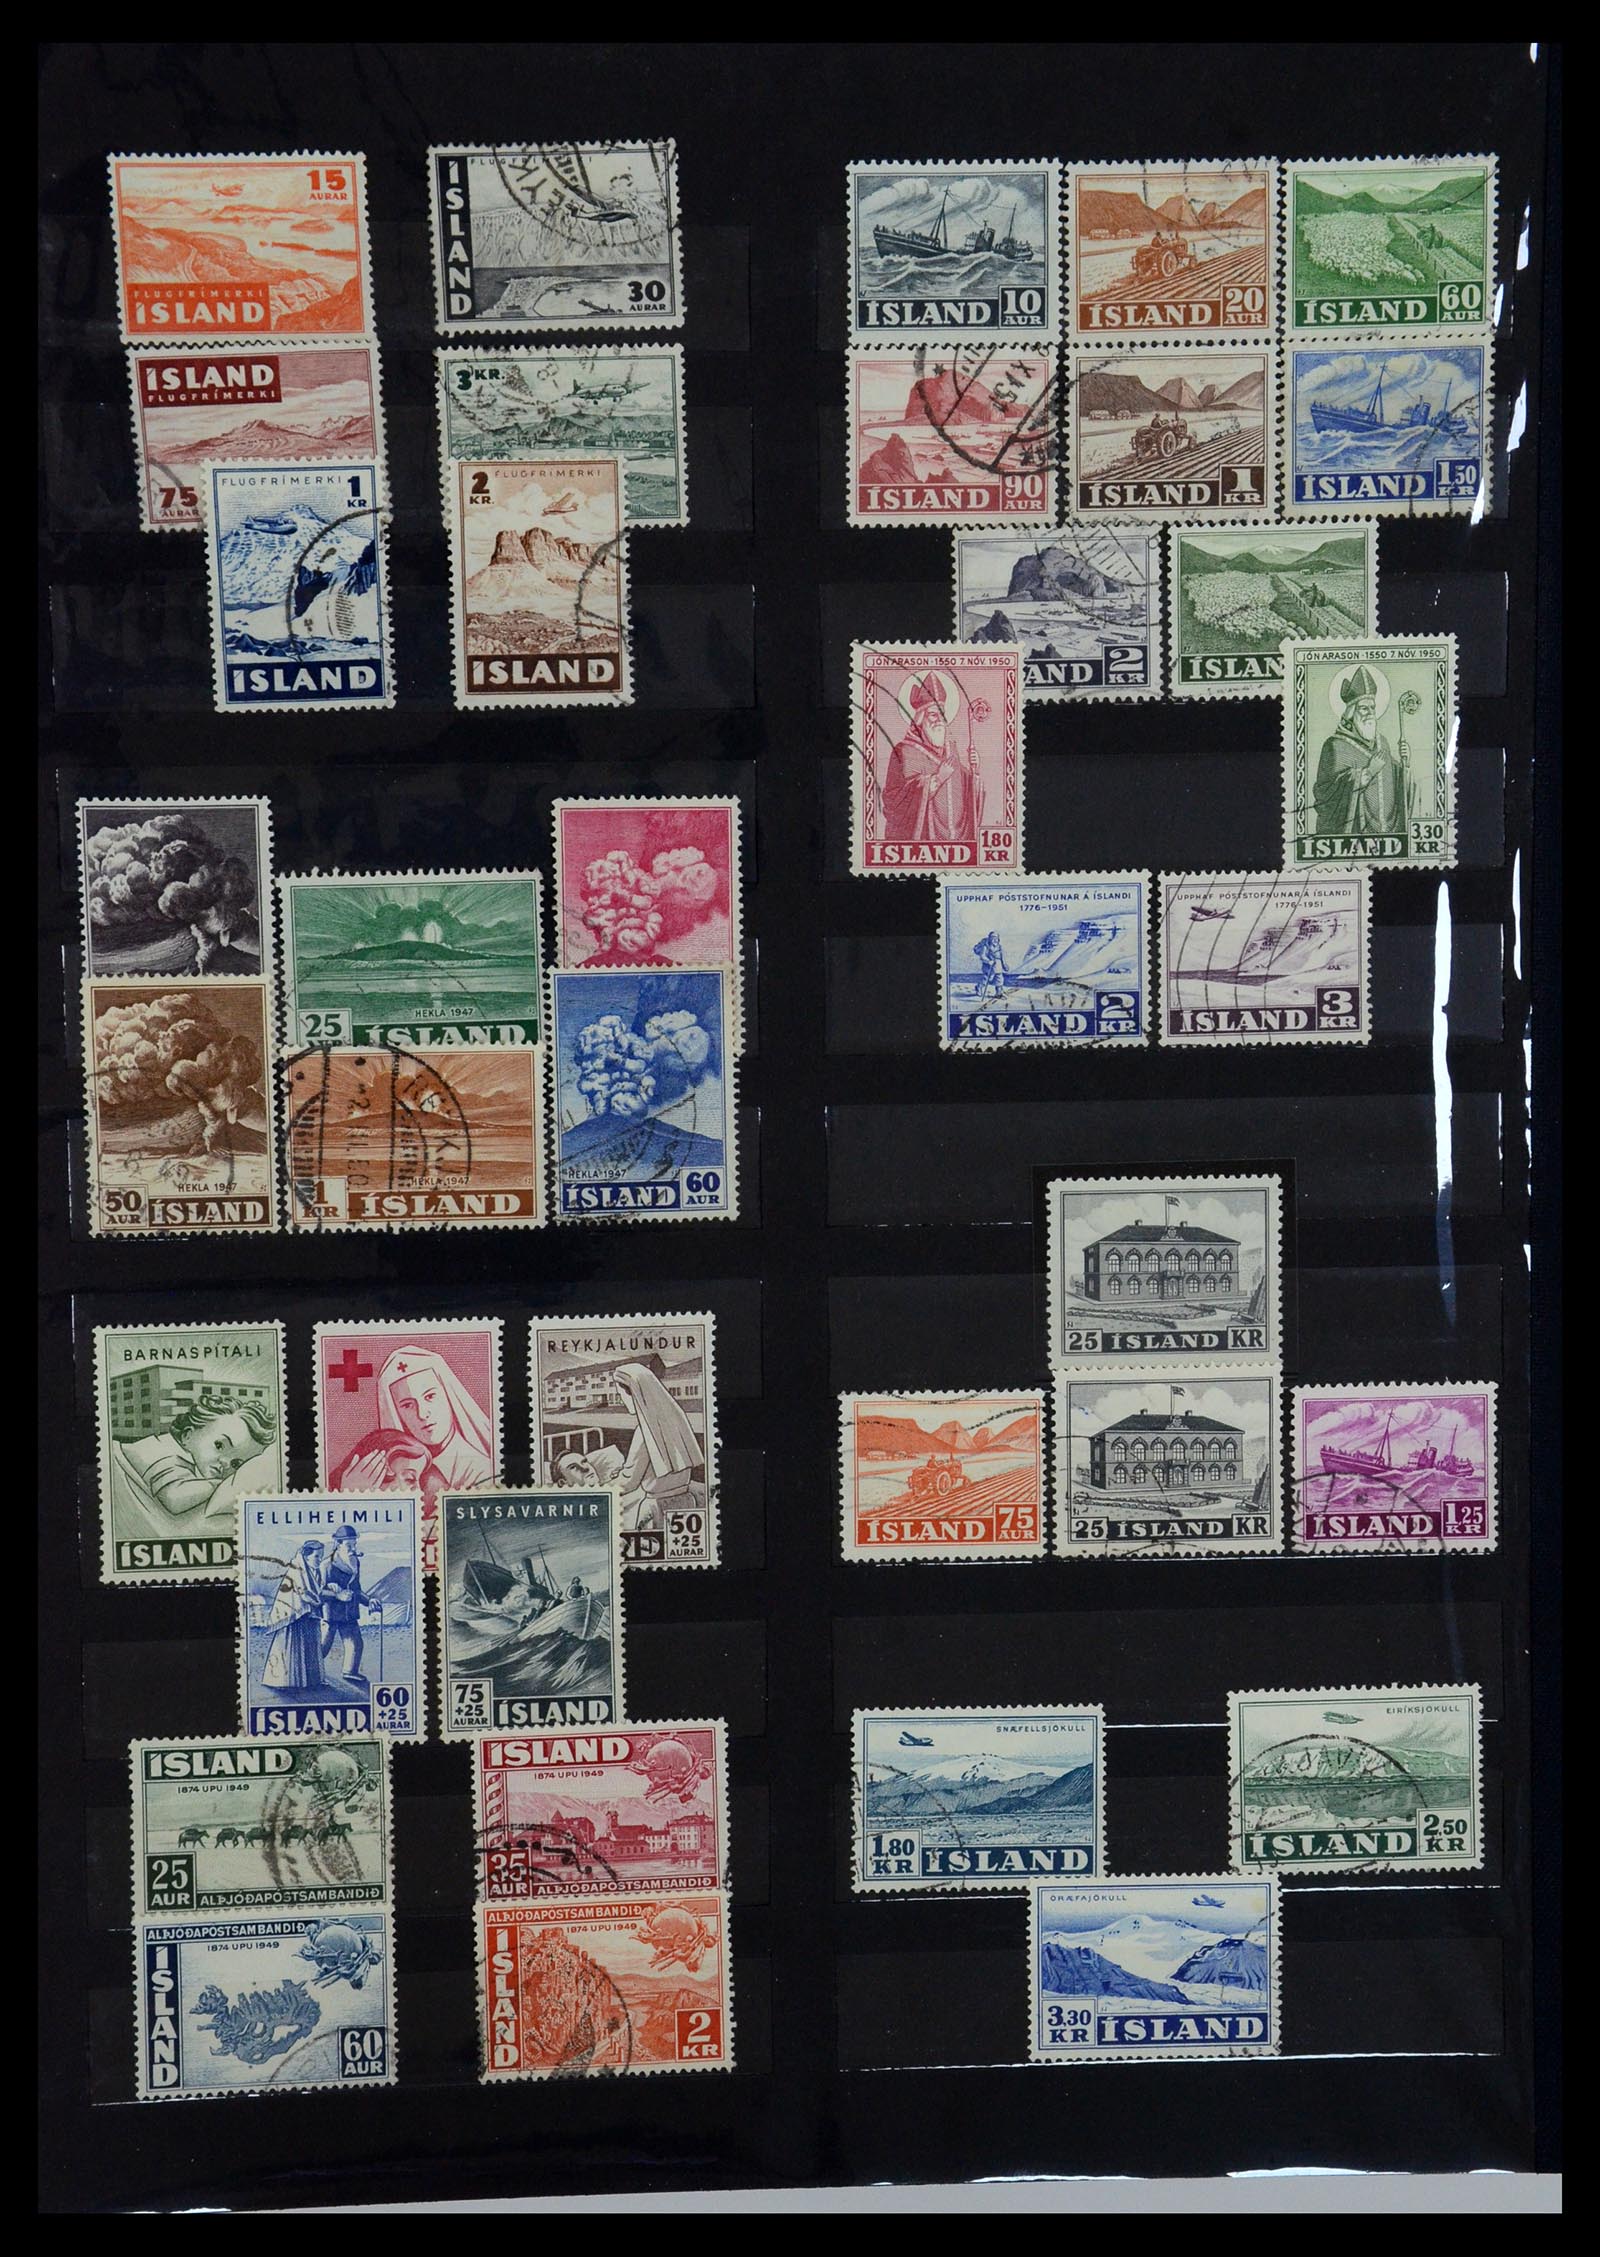 15
AURAR
FLUGFRÍMERKI
ÍSLAND
ÍSLAND
30
AURAR
ÍSLAND
FLUGFRÍMERKI
75
AURAR
3 KR.
FLUGFRÍMERKI
1
KR
ÍSLAND
FLUGFRÍMERKI
2
KR.
ÍSLAND
HEKLA 1947
25
AUR
ÍSLAND
HEKLA 1947
50
AUR
ÍSLAND
HEKLA 1947
1
KR
ÍSLAND
HEKLA 1947
ÍSLAND
60
AUR
BARNASPÍTALI
ÍSLAND
REYKJALUNDUR
50
+25
AURAR
ELLIHEIMILI
60
+25
AURAR
ÍSLAND
SLYSAVARNIR
75
+25
AURAR
ÍSLAND
ÍSLAND
1874 UPU 1949
25
AUR
ALÞJÓÐAPÓSTSAMBANDIÐ
ÍSLAND
1874 UPU 1949
35
AUR
ALÞJÓÐAPÓSTSAMBANDIÐ
ALÞJÓÐAPÓSTSAMBANDIÐ
1874 UPU 1949
ÍSLAND
60
AUR
ALÞJÓÐAPÓSTSAMBANDIÐ
1874 UPU 1949
ÍSLAND
2
KR
ÍSLAND 10
AUR
ÍSLAND 20
AUR
ÍSLAND 60
AUR
ÍSLAND 90
AUR
ÍSLAND 1
KR
ÍSLAND 1,50
KR
AND 2
KR
ÍSLAN
JÓN ARASON · 1550 7. NÓV. 1950
1,80
KR
ÍSLAND
JÓN ARASON · 1550 7. NÓV. 1950
3,30
KR
ÍSLAND
UPPHAF PÓSTSTOFNUNAR Á ÍSLANDI
1776-1951
ÍSLAND 2
KR
UPPHAF PÓSTSTOFNUNAR Á ÍSLANDI
1776-1951
ÍSLAND 3
KR
25 ÍSLAND KR
ÍSLAND 75
AUR
25 ÍSLAND KR
ÍSLAND 1,25
KR
SNÆFELLSJÖKULL
1,80
KR
ÍSLAND
EIRÍKSJÖKULL
2,50
KR
ÍSLAND
ÖRÆFAJÖKULL
3,30
KR
ÍSLAND